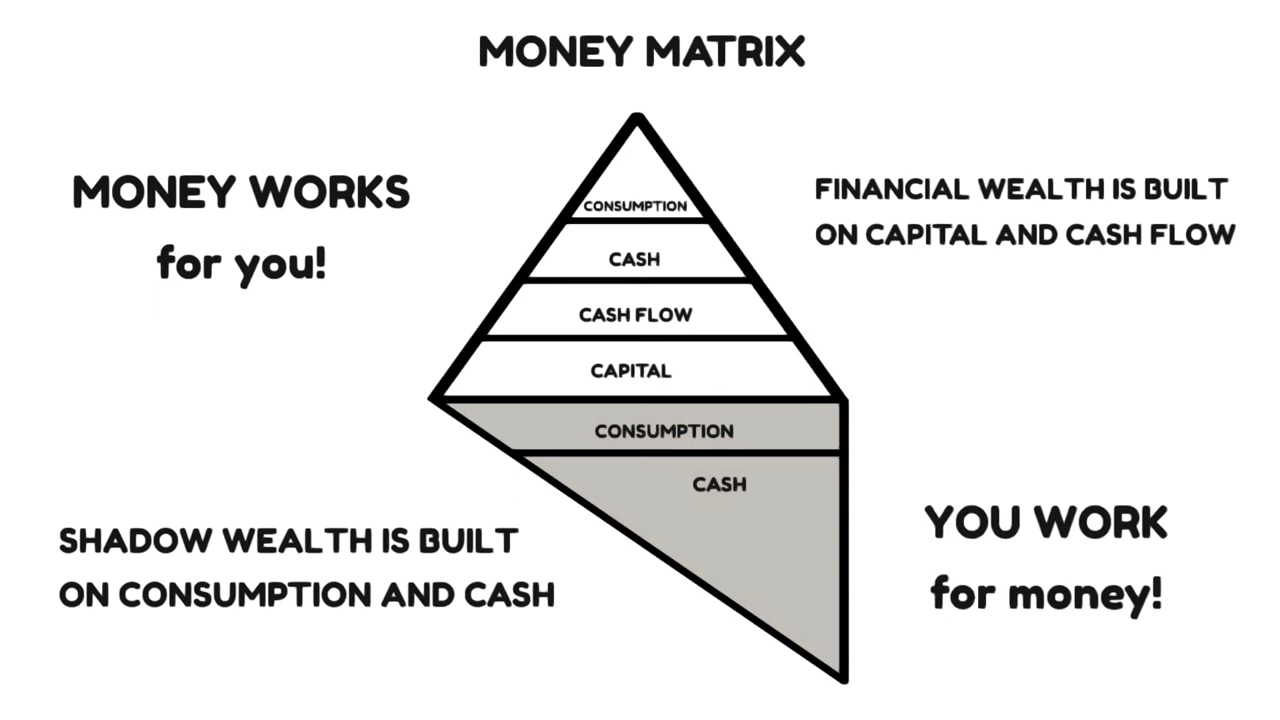 MONEY MATRIX
MONEY WORKS
for you!
FINANCIAL WEALTH IS BUILT
ON CAPITAL AND CASH FLOW
CONSUMPTION
CASH
CASH FLOW
CAPITAL
CONSUMPTION
CASH
SHADOW WEALTH IS BUILT
ON CONSUMPTION AND CASH
YOU WORK
for money!